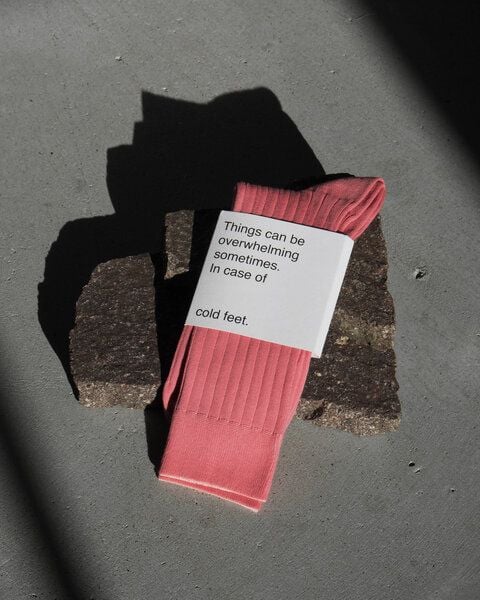 Things can be
overwhelming
sometimes.
In case of
cold feet.